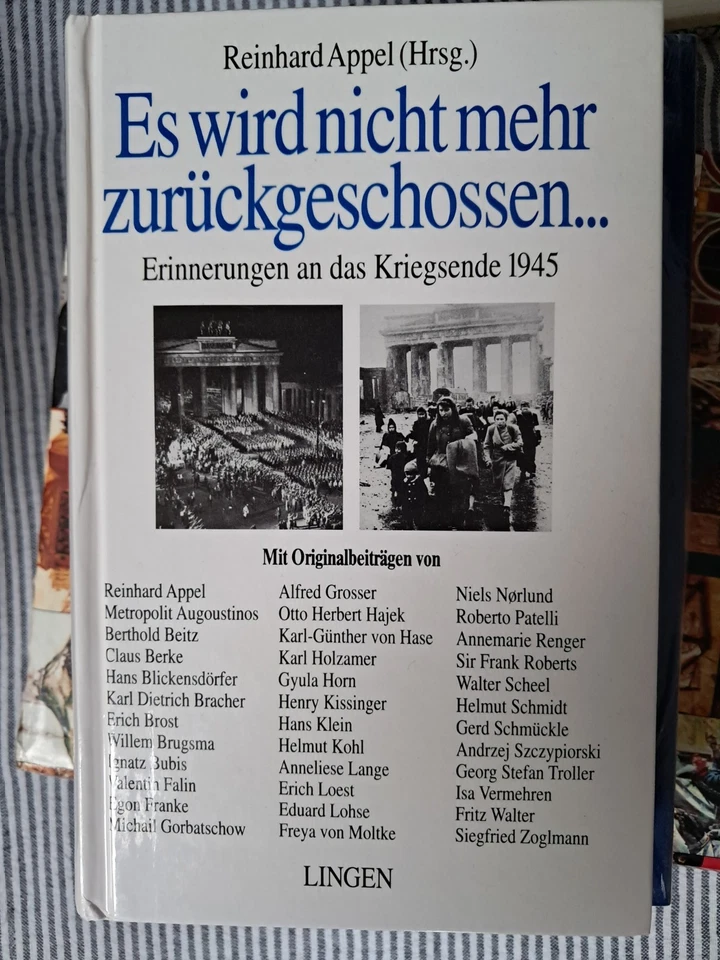 Reinhard Appel (Hrsg.)
Es wird nicht mehr
zurückgeschossen...
Erinnerungen an das Kriegsende 1945
Mit Originalbeiträgen von
Reinhard Appel
Metropolit Augoustinos
Berthold Beitz
Claus Berke
Hans Blickensdörfer
Karl Dietrich Bracher
Erich Brost
Willem Brugsma
Ignatz Bubis
Valentin Falin
Egon Franke
Michail Gorbatschow
Alfred Grosser
Otto Herbert Hajek
Karl-Günther von Hase
Karl Holzamer
Gyula Horn
Henry Kissinger
Hans Klein
Helmut Kohl
Anneliese Lange
Erich Loest
Eduard Lohse
Freya von Moltke
Niels Nørlund
Roberto Patelli
Annemarie Renger
Sir Frank Roberts
Walter Scheel
Helmut Schmidt
Gerd Schmückle
Andrzej Szczypiorski
Georg Stefan Troller
Isa Vermehren
Fritz Walter
Siegfried Zoglmann
LINGEN